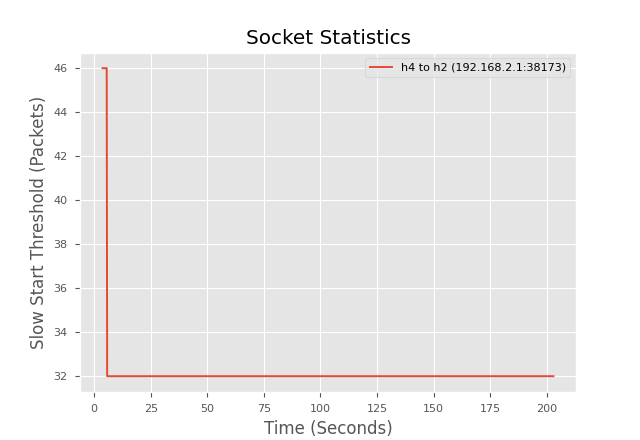 Socket Statistics
h4 to h2 (192.168.2.1:38173)
Slow Start Threshold (Packets)
46
44
42
40
38
36
34
32
0 25 50 75 100 125 150 175 200
Time (Seconds)